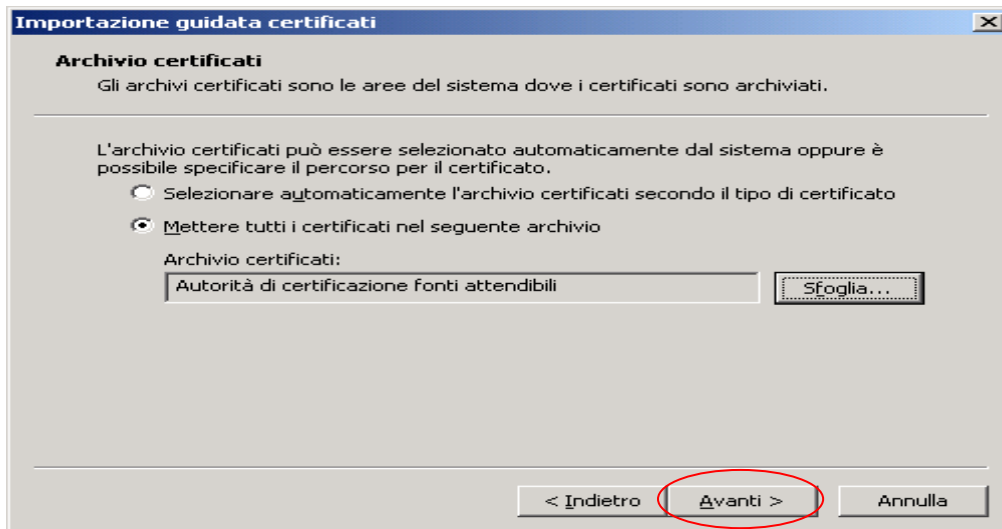 Importazione guidata certificati
Archivio certificati
Gli archivi certificati sono le aree del sistema dove i certificati sono archiviati.
L'archivio certificati può essere selezionato automaticamente dal sistema oppure è
possibile specificare il percorso per il certificato.
Selezionare automaticamente l'archivio certificati secondo il tipo di certificato
Mettere tutti i certificati nel seguente archivio
Archivio certificati:
Autorità di certificazione fonti attendibili
Sfoglia...
< Indietro
Avanti >
Annulla